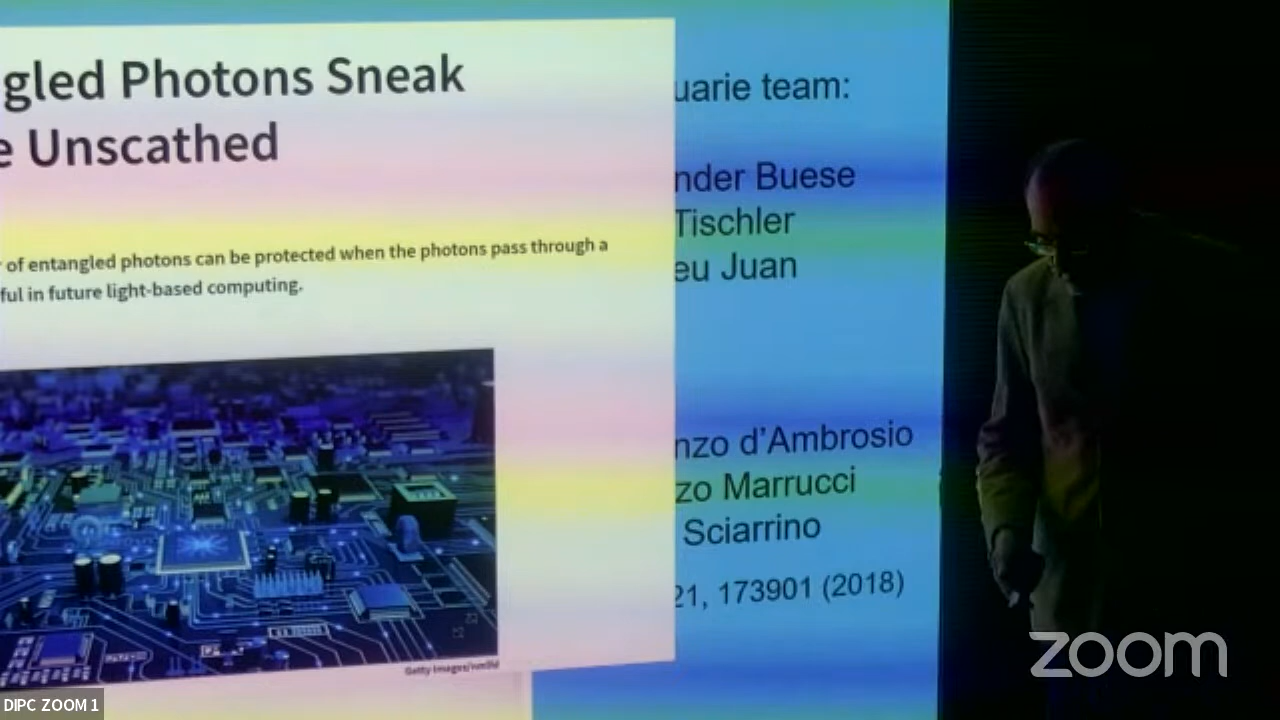 gled Photons Sneak
e Unscathed
of entangled photons can be protected when the photons pass through a
ful in future light-based computing.
Getty Images/nm9ld
uarie team:
nder Buese
Tischler
eu Juan
nzo d'Ambrosio
zo Marrucci
Sciarrino
21, 173901 (2018)
zoom
DIPC ZOOM 1